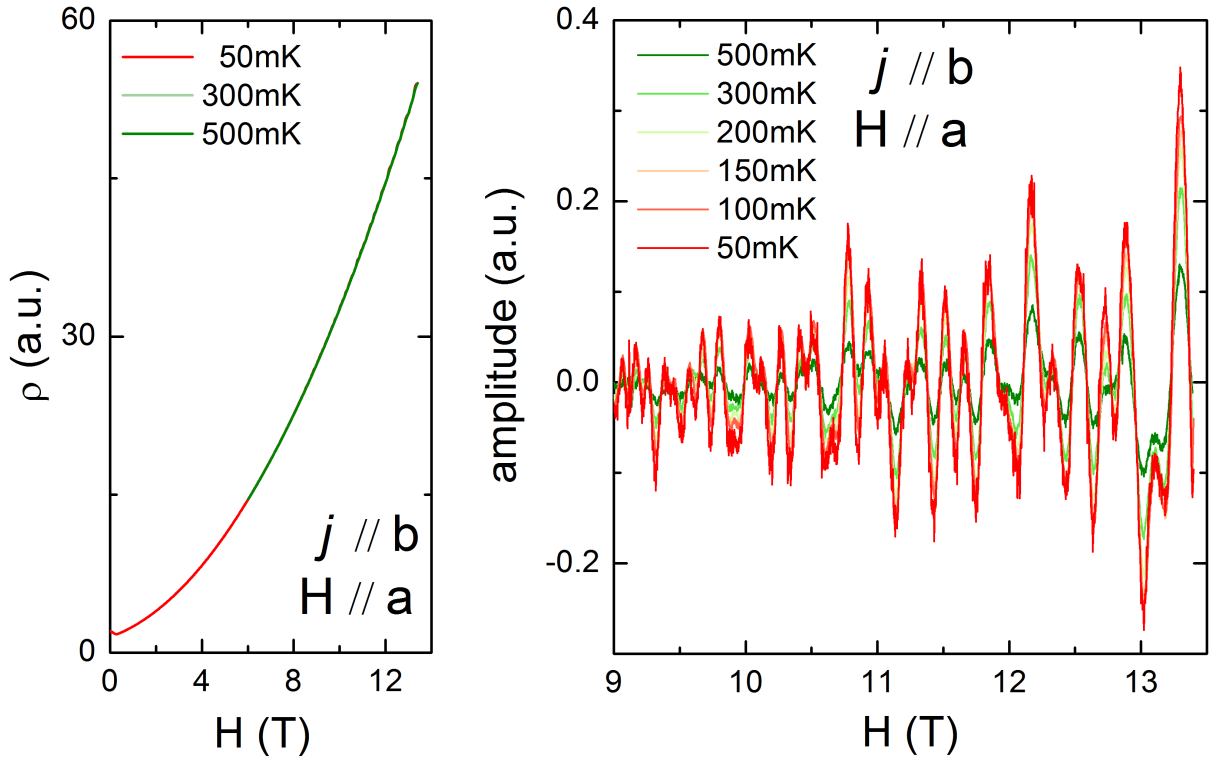 60
30
0
ρ (a.u.)
50mK
300mK
500mK
j // b
H // a
0 4 8 12
H (T)
0.4
0.2
0.0
-0.2
amplitude (a.u.)
500mK
300mK
200mK
150mK
100mK
50mK
j // b
H // a
9 10 11 12 13
H (T)